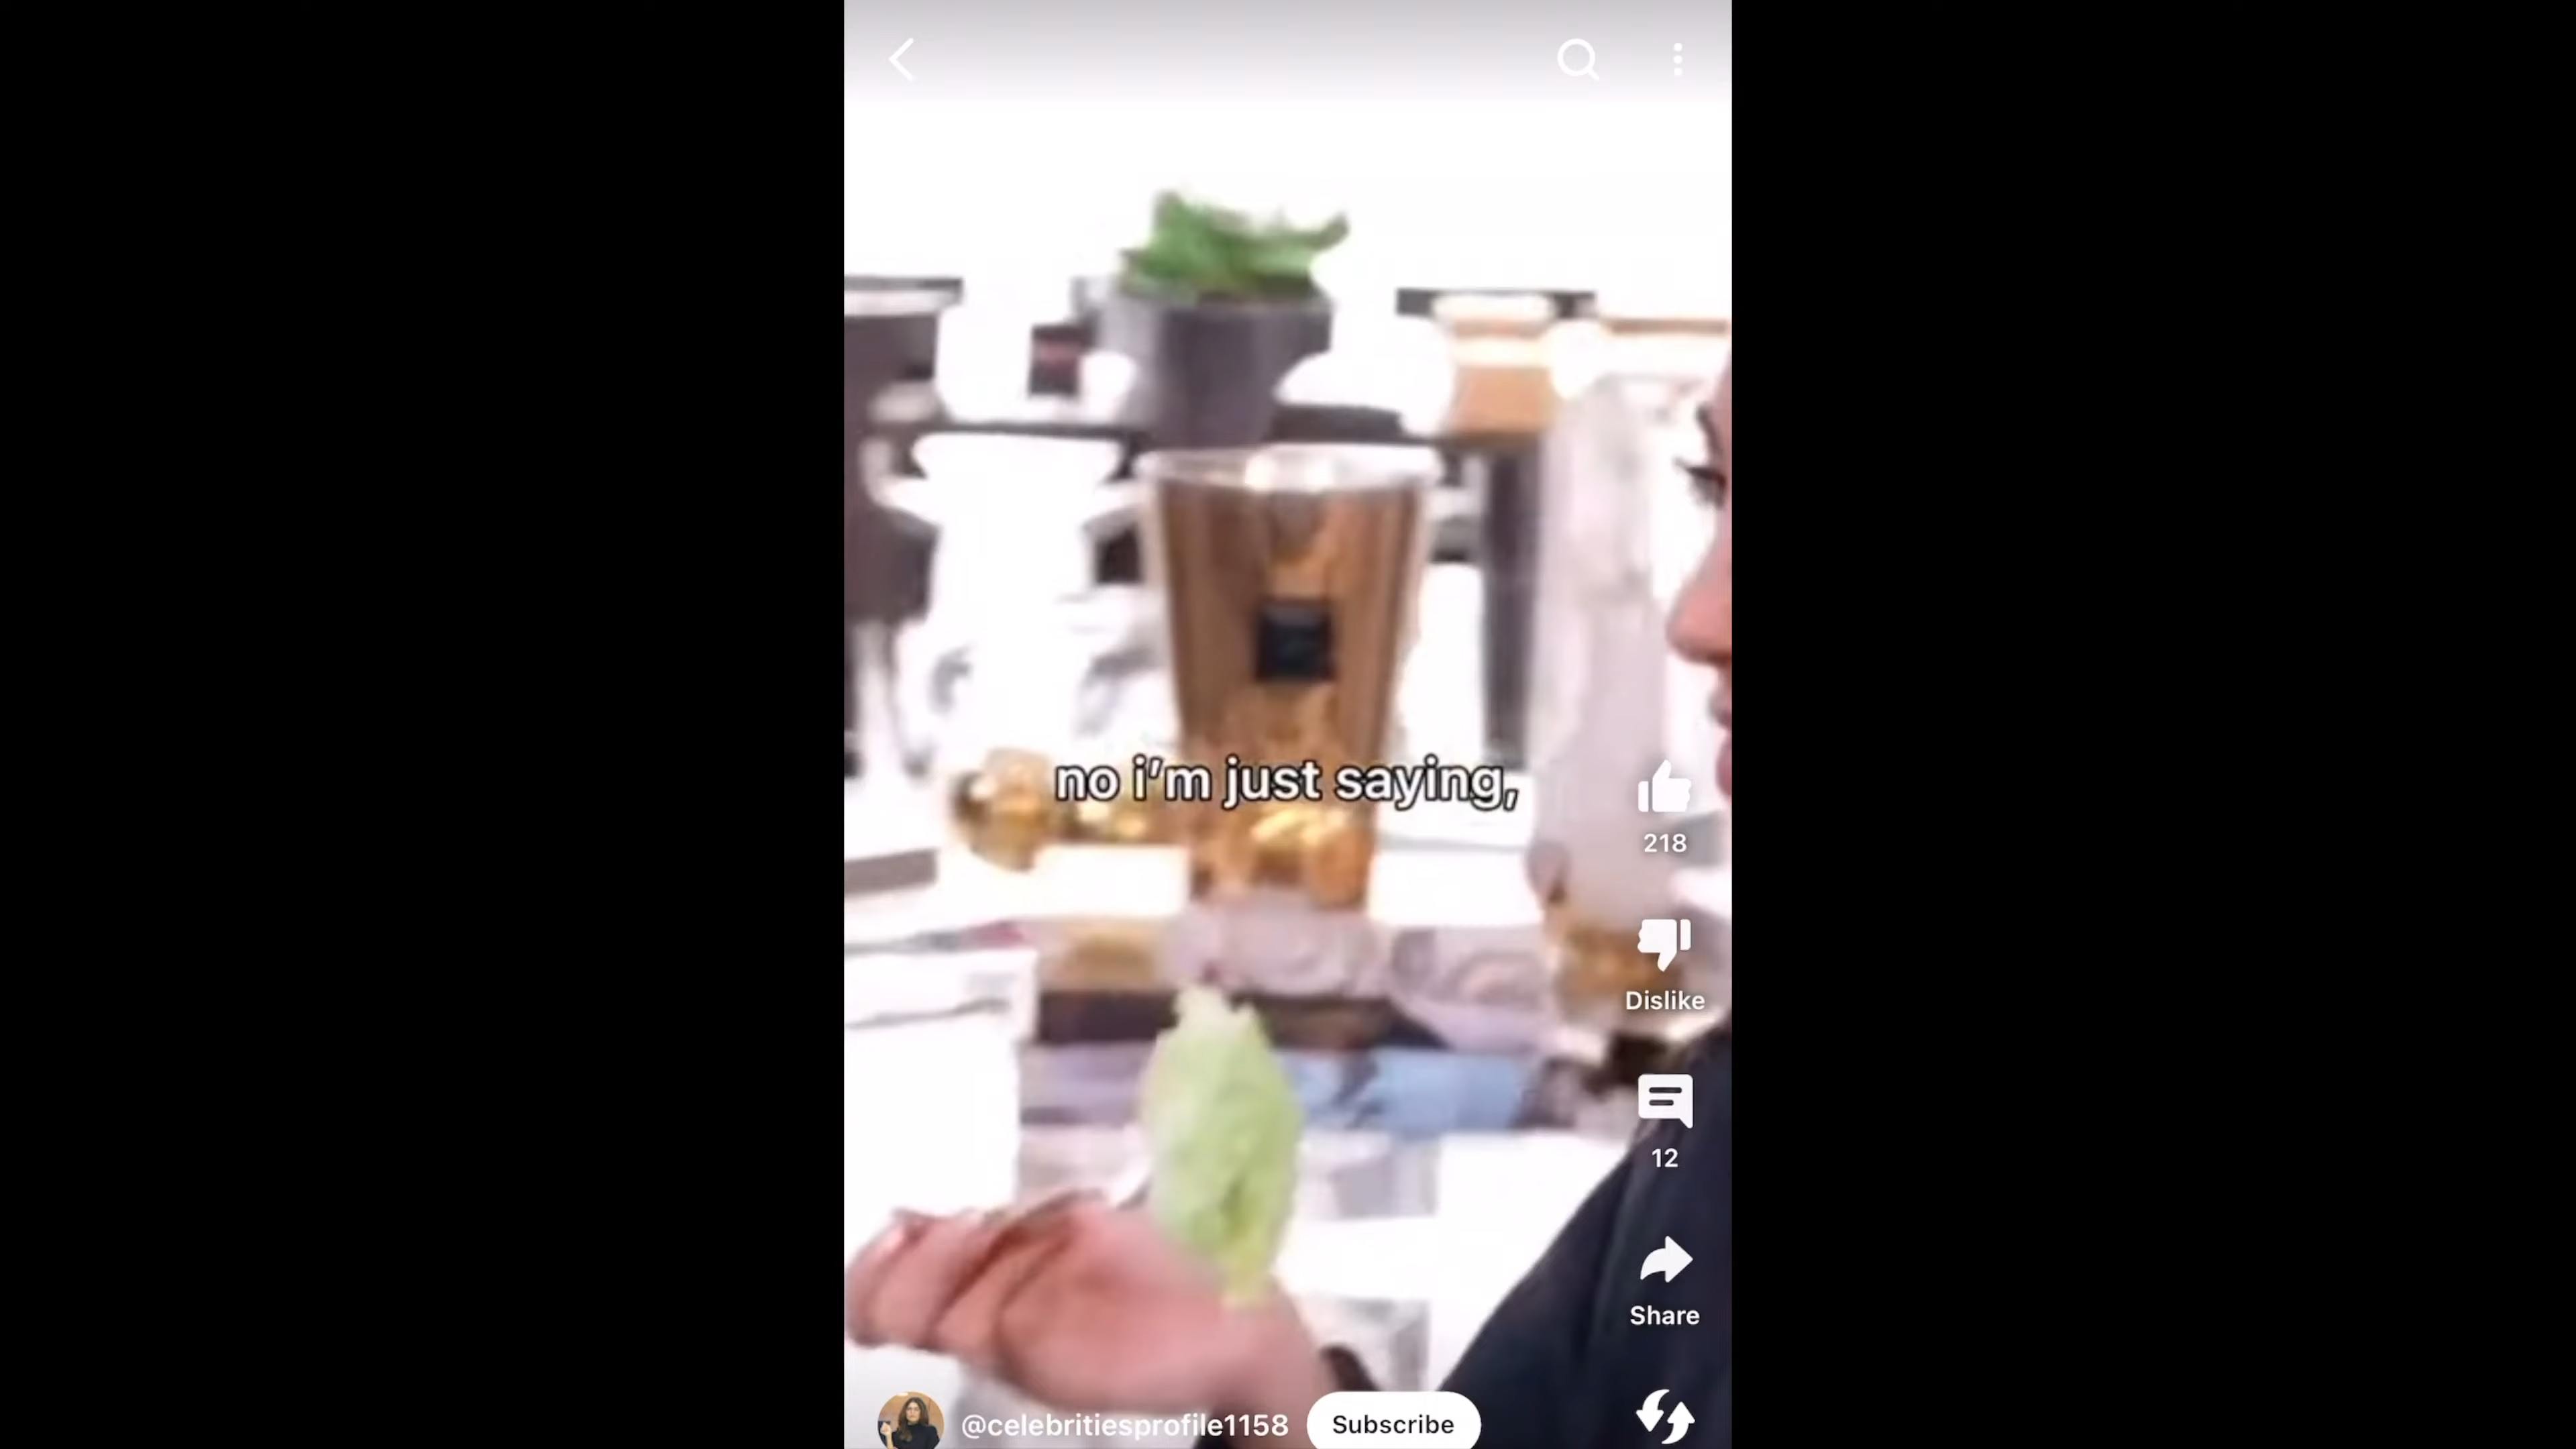 no i'm just saying,
218
Dislike
12
Share
@celebritiesprofile1158
Subscribe